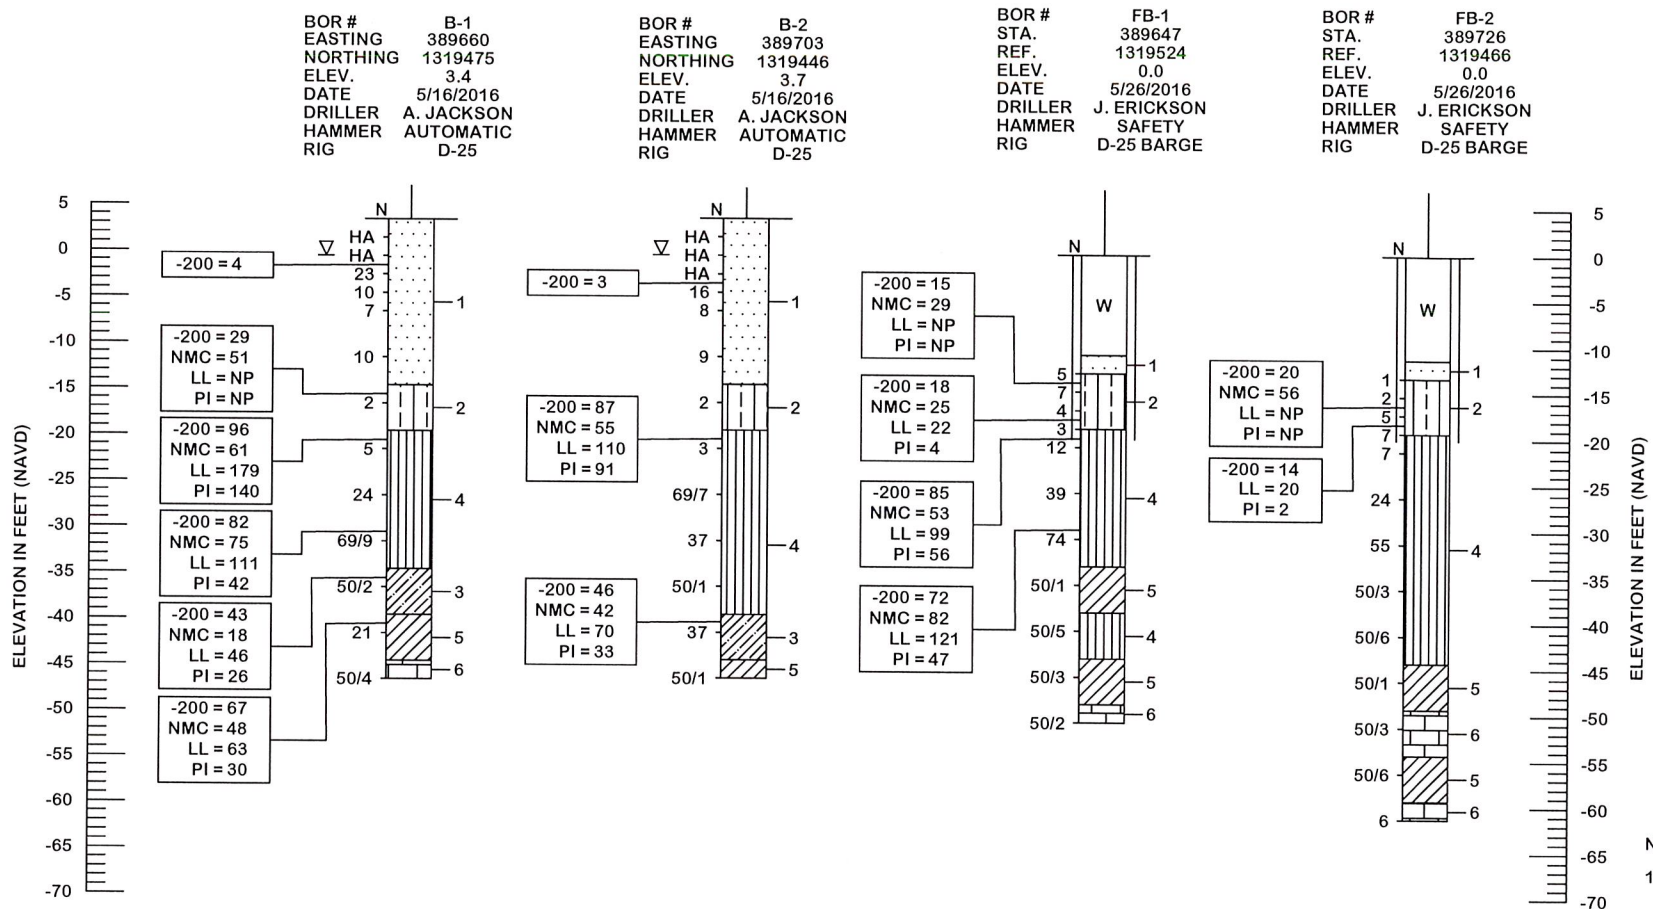 BOR # B-1
EASTING 389660
NORTHING 1319475
ELEV. 3.4
DATE 5/16/2016
DRILLER A. JACKSON
HAMMER AUTOMATIC
RIG D-25
BOR # B-2
EASTING 389703
NORTHING 1319446
ELEV. 3.7
DATE 5/16/2016
DRILLER A. JACKSON
HAMMER AUTOMATIC
RIG D-25
BOR # FB-1
STA. 389647
REF. 1319524
ELEV. 0.0
DATE 5/26/2016
DRILLER J. ERICKSON
HAMMER SAFETY
RIG D-25 BARGE
BOR # FB-2
STA. 389726
REF. 1319466
ELEV. 0.0
DATE 5/26/2016
DRILLER J. ERICKSON
HAMMER SAFETY
RIG D-25 BARGE
ELEVATION IN FEET (NAVD)
5
0
-5
-10
-15
-20
-25
-30
-35
-40
-45
-50
-55
-60
-65
-70
-200 = 4
-200 = 29
NMC = 51
LL = NP
PI = NP
-200 = 96
NMC = 61
LL = 179
PI = 140
-200 = 82
NMC = 75
LL = 111
PI = 42
-200 = 43
NMC = 18
LL = 46
PI = 26
-200 = 67
NMC = 48
LL = 63
PI = 30
N
HA
HA
23
10
7
10
2
5
24
69/9
50/2
21
50/4
1
2
4
3
5
6
-200 = 3
-200 = 87
NMC = 55
LL = 110
PI = 91
-200 = 46
NMC = 42
LL = 70
PI = 33
N
HA
HA
HA
16
8
9
2
3
69/7
37
50/1
37
50/1
1
2
4
3
5
-200 = 15
NMC = 29
LL = NP
PI = NP
-200 = 18
NMC = 25
LL = 22
PI = 4
-200 = 85
NMC = 53
LL = 99
PI = 56
-200 = 72
NMC = 82
LL = 121
PI = 47
N
W
5
7
4
3
12
39
74
50/1
50/5
50/3
50/2
1
2
4
5
4
5
6
-200 = 20
NMC = 56
LL = NP
PI = NP
-200 = 14
LL = 20
PI = 2
N
W
1
2
5
7
7
24
55
50/3
50/6
50/1
50/3
50/6
6
1
2
4
5
6
5
6
5
0
-5
-10
-15
-20
-25
-30
-35
-40
-45
-50
-55
-60
-65
-70
ELEVATION IN FEET (NAVD)
N
1